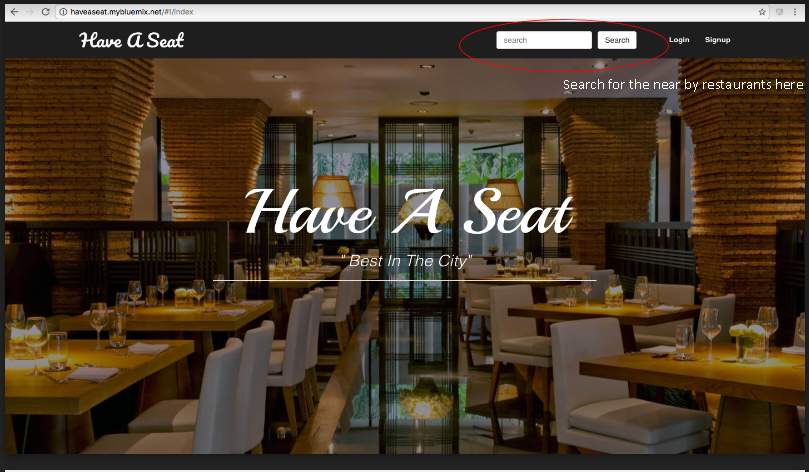 haveaseat.mybluemix.net/#!/index
Have A Seat
search
Search
Login
Signup
Search for the near by restaurants here
Have A Seat
" Best In The City"